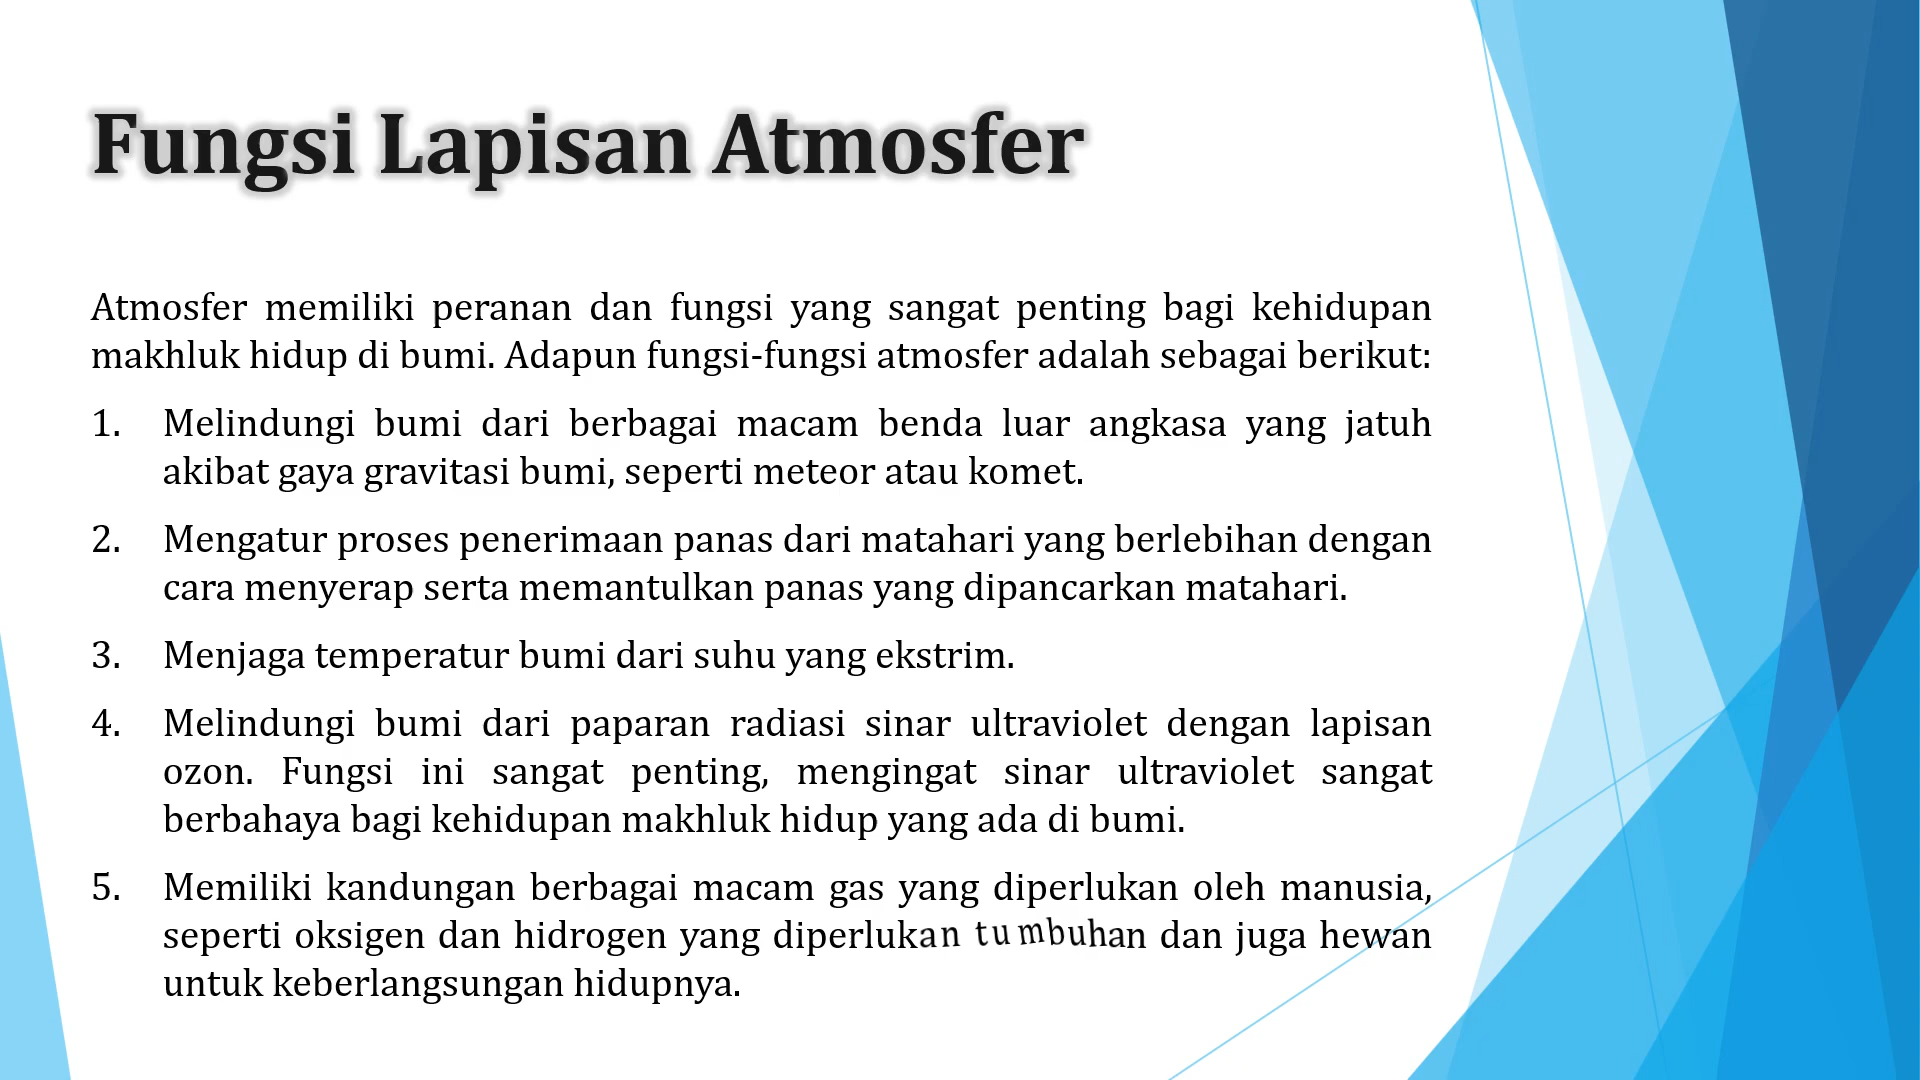 Fungsi Lapisan Atmosfer
Atmosfer memiliki peranan dan fungsi yang sangat penting bagi kehidupan
makhluk hidup di bumi. Adapun fungsi-fungsi atmosfer adalah sebagai berikut:
1. Melindungi bumi dari berbagai macam benda luar angkasa yang jatuh
akibat gaya gravitasi bumi, seperti meteor atau komet.
2. Mengatur proses penerimaan panas dari matahari yang berlebihan dengan
cara menyerap serta memantulkan panas yang dipancarkan matahari.
3. Menjaga temperatur bumi dari suhu yang ekstrim.
4. Melindungi bumi dari paparan radiasi sinar ultraviolet dengan lapisan
ozon. Fungsi ini sangat penting, mengingat sinar ultraviolet sangat
berbahaya bagi kehidupan makhluk hidup yang ada di bumi.
5. Memiliki kandungan berbagai macam gas yang diperlukan oleh manusia,
seperti oksigen dan hidrogen yang diperlukan tumbuhan dan juga hewan
untuk keberlangsungan hidupnya.